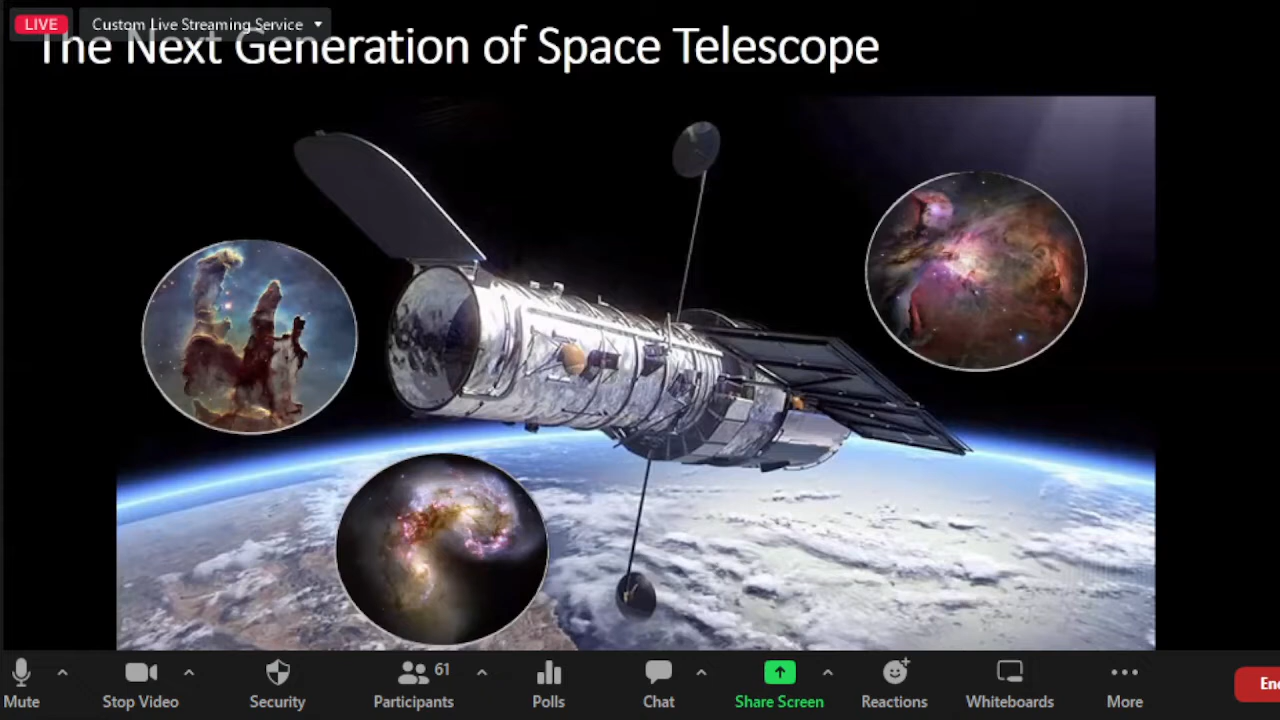 LIVE
Custom Live Streaming Service
The Next Generation of Space Telescope
61
Mute
Stop Video
Security
Participants
Polls
Chat
Share Screen
Reactions
Whiteboards
More